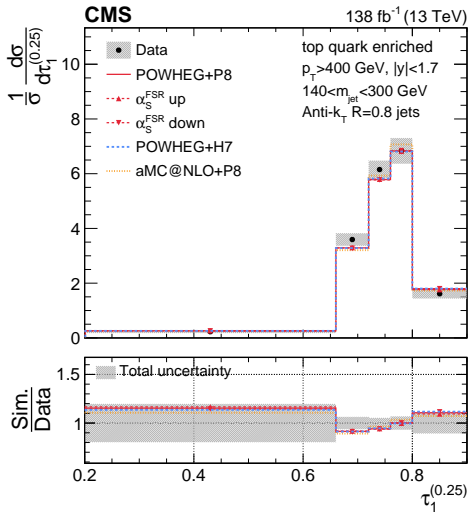 CMS
138 fb⁻¹ (13 TeV)
1/σ dσ/dτ₁^(0.25)
10
8
6
4
2
0
Data
POWHEG+P8
α_S^FSR up
α_S^FSR down
POWHEG+H7
aMC@NLO+P8
top quark enriched
p_T>400 GeV, |y|<1.7
140<m_jet<300 GeV
Anti-k_T R=0.8 jets
Sim./Data
1.5
1
Total uncertainty
0.2 0.4 0.6 0.8
τ₁^(0.25)